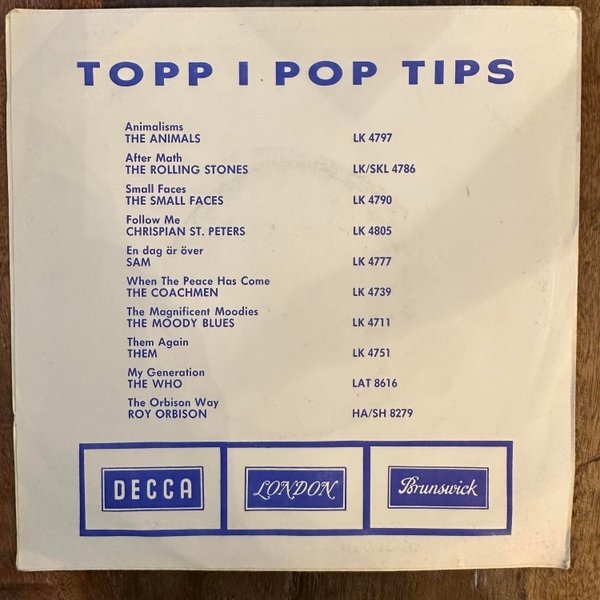 TOPP I POP TIPS
Animalisms
THE ANIMALS LK 4797
After Math
THE ROLLING STONES LK/SKL 4786
Small Faces
THE SMALL FACES LK 4790
Follow Me
CHRISPIAN ST. PETERS LK 4805
En dag är över
SAM LK 4777
When The Peace Has Come
THE COACHMEN LK 4739
The Magnificent Moodies
THE MOODY BLUES LK 4711
Them Again
THEM LK 4751
My Generation
THE WHO LAT 8616
The Orbison Way
ROY ORBISON HA/SH 8279
DECCA LONDON Brunswick